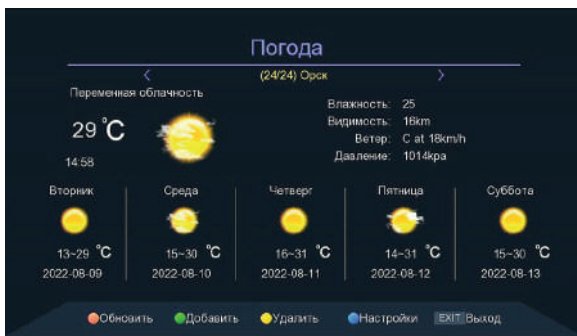 Погода
(24/24) Орск
Переменная облачность
29 °C
14:58
Влажность: 25
Видимость: 16km
Ветер: С at 18km/h
Давление: 1014kpa
Вторник Среда Четверг Пятница Суббота
13~29 °C 15~30 °C 16~31 °C 14~31 °C 15~30 °C
2022-08-09 2022-08-10 2022-08-11 2022-08-12 2022-08-13
Обновить Добавить Удалить Настройки EXIT Выход